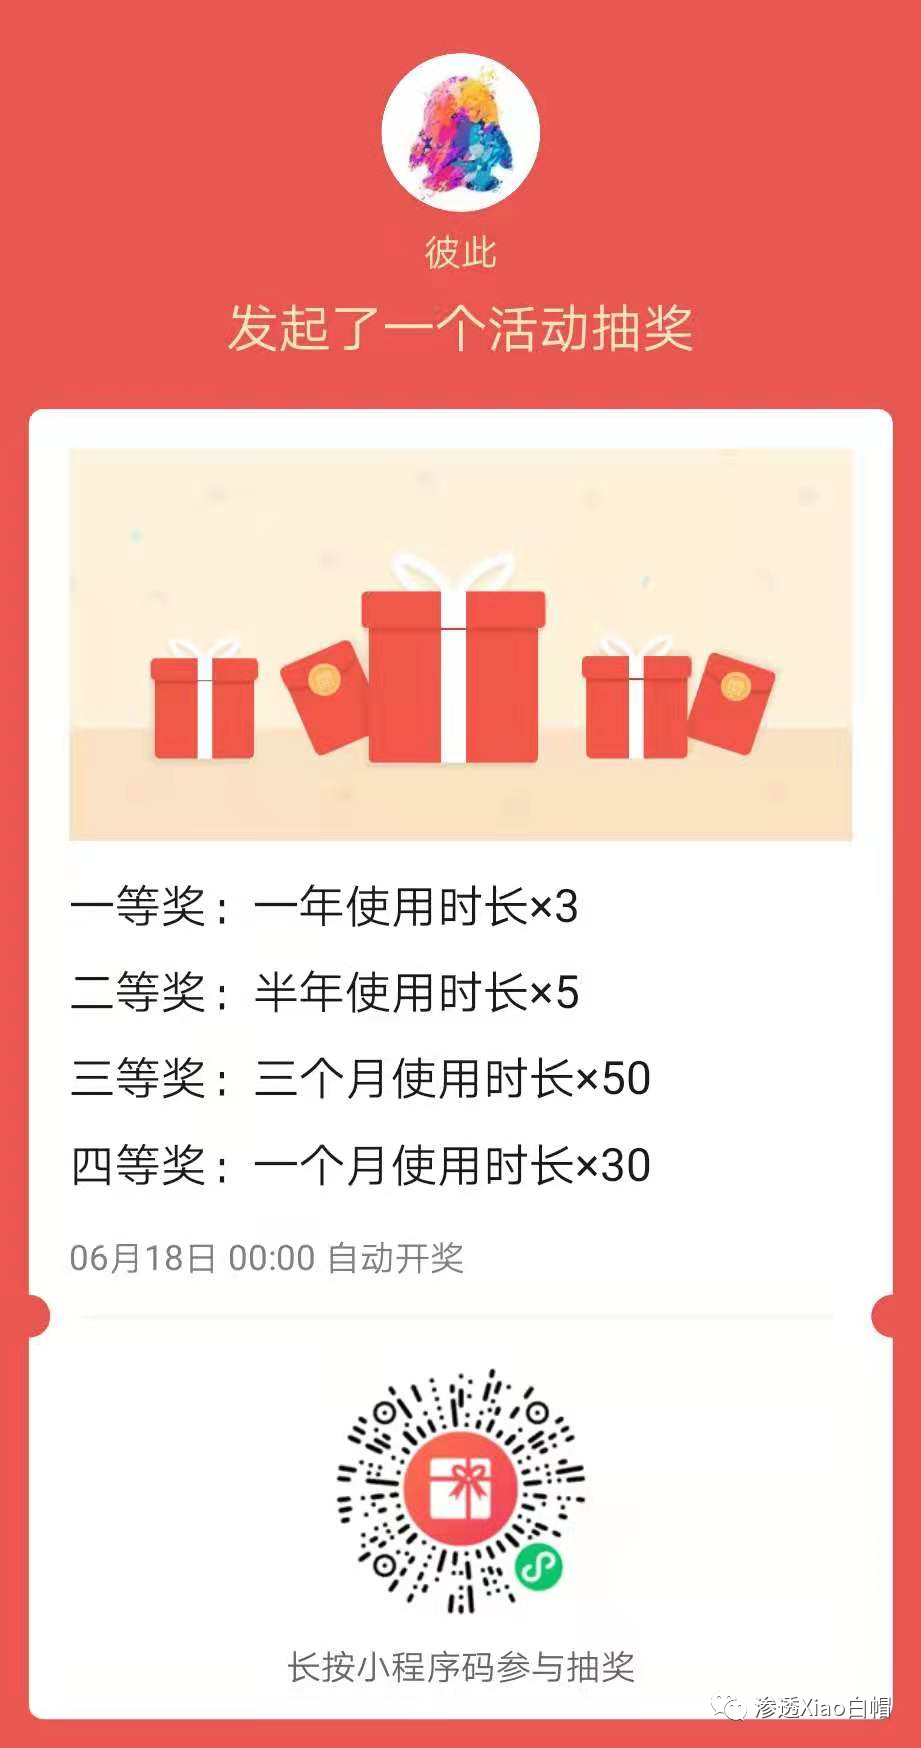 彼此
发起了一个活动抽奖
一等奖：一年使用时长×3
二等奖：半年使用时长×5
三等奖：三个月使用时长×50
四等奖：一个月使用时长×30
06月18日 00:00 自动开奖
长按小程序码参与抽奖
渗透Xiao白帽